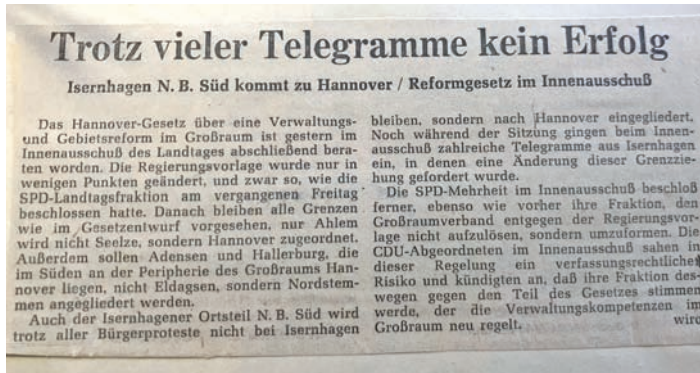 Trotz vieler Telegramme kein Erfolg
Isernhagen N. B. Süd kommt zu Hannover / Reformgesetz im Innenausschuß
Das Hannover-Gesetz über eine Verwaltungs-
und Gebietsreform im Großraum ist gestern im
Innenausschuß des Landtages abschließend bera-
ten worden. Die Regierungsvorlage wurde nur in
wenigen Punkten geändert, und zwar so, wie die
SPD-Landtagsfraktion am vergangenen Freitag
beschlossen hatte. Danach bleiben alle Grenzen
wie im Gesetzentwurf vorgesehen, nur Ahlem
wird nicht Seelze, sondern Hannover zugeordnet.
Außerdem sollen Adensen und Hallerburg, die
im Süden an der Peripherie des Großraums Han-
nover liegen, nicht Eldagsen, sondern Nordstem-
men angegliedert werden.
Auch der Isernhagener Ortsteil N. B. Süd wird
trotz aller Bürgerproteste nicht bei Isernhagen
bleiben, sondern nach Hannover eingegliedert.
Noch während der Sitzung gingen beim Innen-
ausschuß zahlreiche Telegramme aus Isernhagen
ein, in denen eine Änderung dieser Grenzzie-
hung gefordert wurde.
Die SPD-Mehrheit im Innenausschuß beschloß
ferner, ebenso wie vorher ihre Fraktion, den
Großraumverband entgegen der Regierungsvor-
lage nicht aufzulösen, sondern umzuformen. Die
CDU-Abgeordneten im Innenausschuß sahen in
dieser Regelung ein verfassungsrechtliches
Risiko und kündigten an, daß ihre Fraktion des-
wegen gegen den Teil des Gesetzes stimmen
werde, der die Verwaltungskompetenzen im
Großraum neu regelt. wird